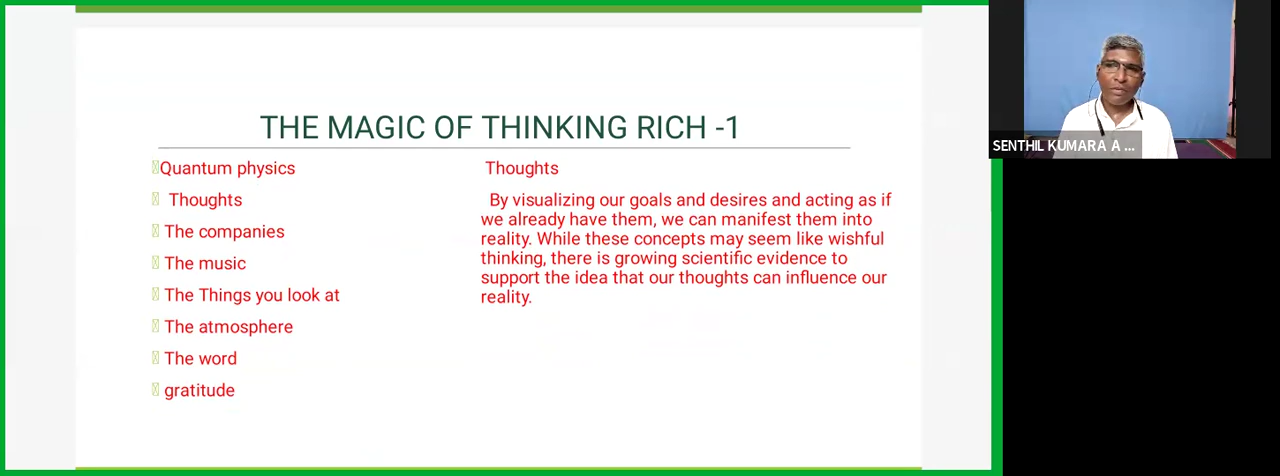 THE MAGIC OF THINKING RICH -1
Quantum physics
Thoughts
The companies
The music
The Things you look at
The atmosphere
The word
gratitude
Thoughts
By visualizing our goals and desires and acting as if
we already have them, we can manifest them into
reality. While these concepts may seem like wishful
thinking, there is growing scientific evidence to
support the idea that our thoughts can influence our
reality.
SENTHIL KUMARA A ...